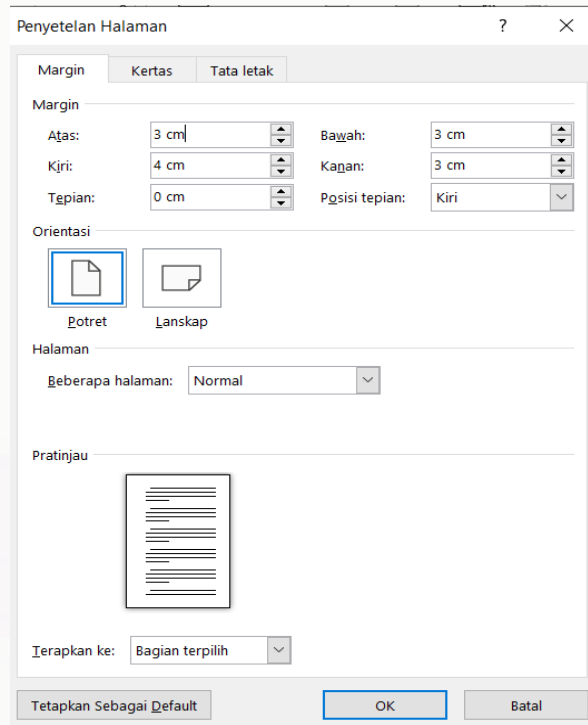 Penyetelan Halaman ?
Margin Kertas Tata letak
Margin
Atas: 3 cm Bawah: 3 cm
Kiri: 4 cm Kanan: 3 cm
Tepian: 0 cm Posisi tepian: Kiri
Orientasi
Potret Lanskap
Halaman
Beberapa halaman: Normal
Pratinjau
Terapkan ke: Bagian terpilih
Tetapkan Sebagai Default OK Batal